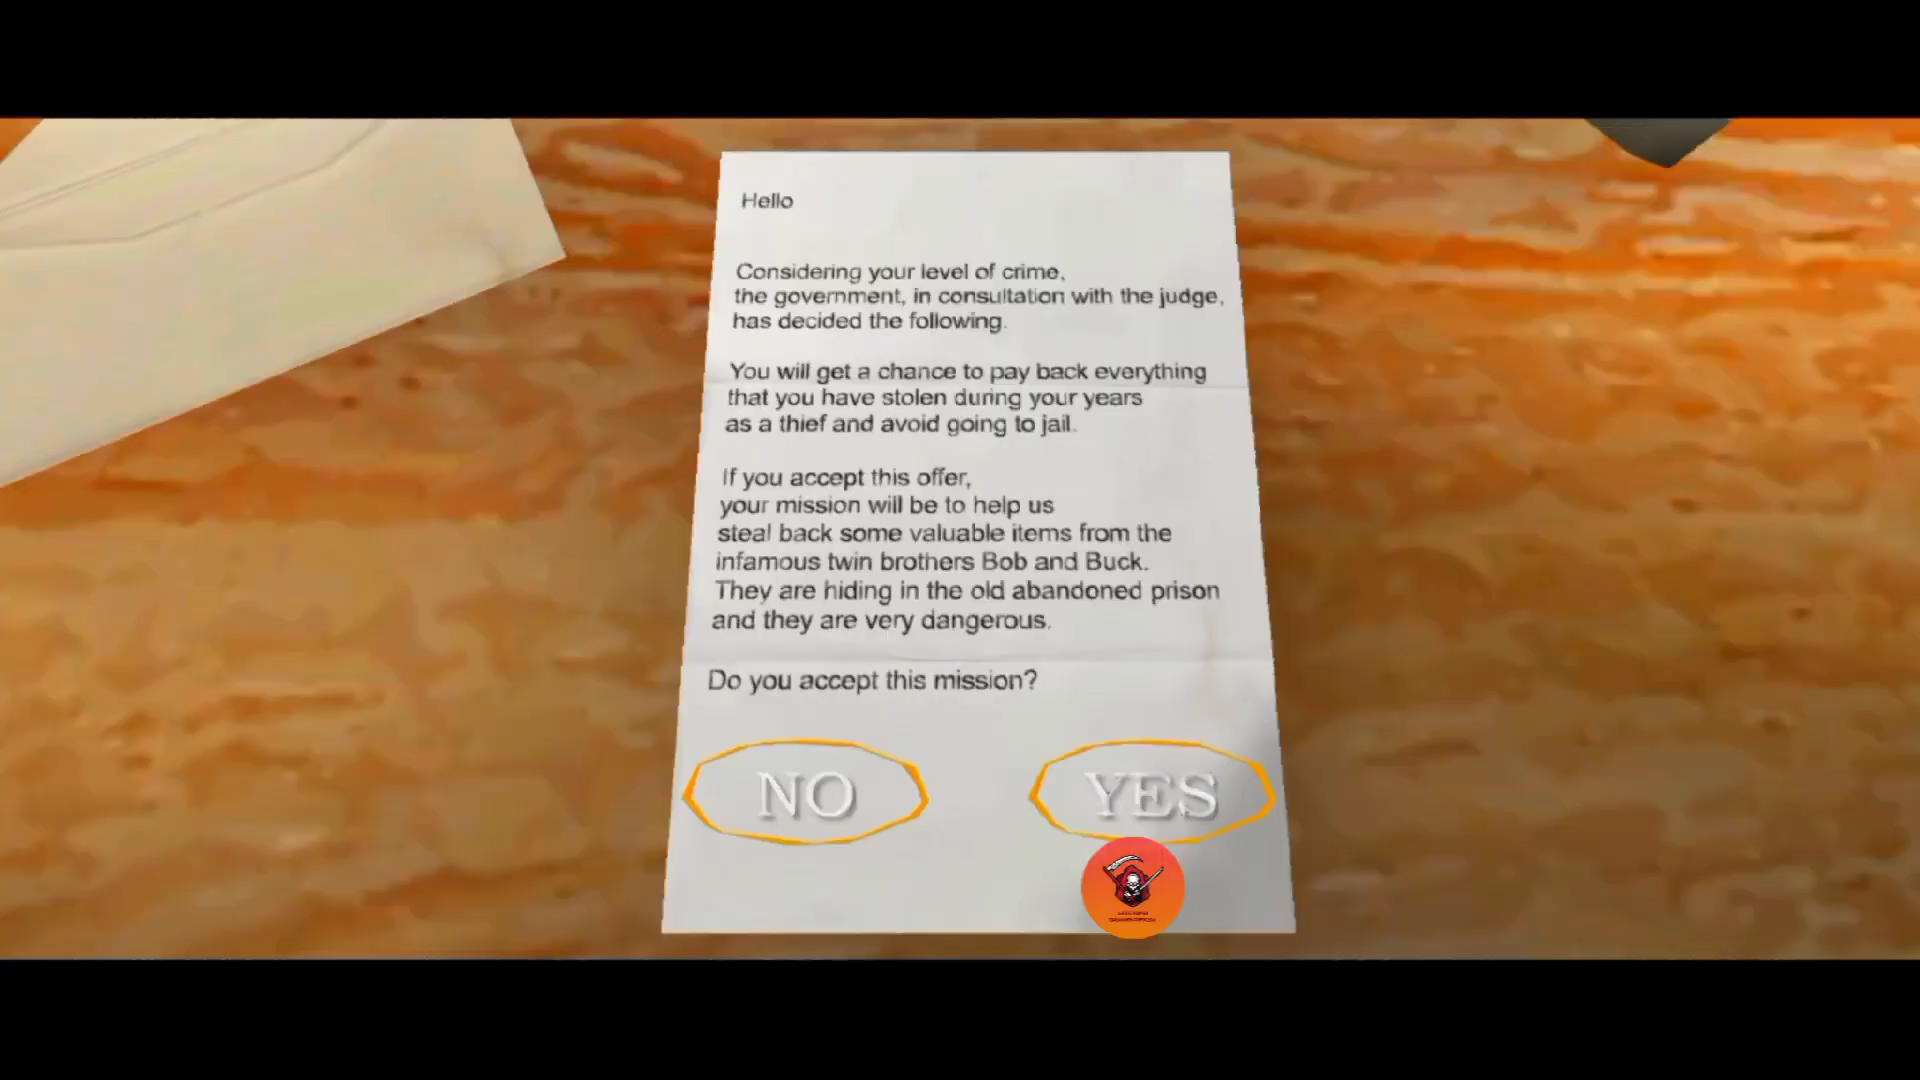 Hello
Considering your level of crime,
the government, in consultation with the judge,
has decided the following.
You will get a chance to pay back everything
that you have stolen during your years
as a thief and avoid going to jail.
If you accept this offer,
your mission will be to help us
steal back some valuable items from the
infamous twin brothers Bob and Buck.
They are hiding in the old abandoned prison
and they are very dangerous.
Do you accept this mission?
NO
YES